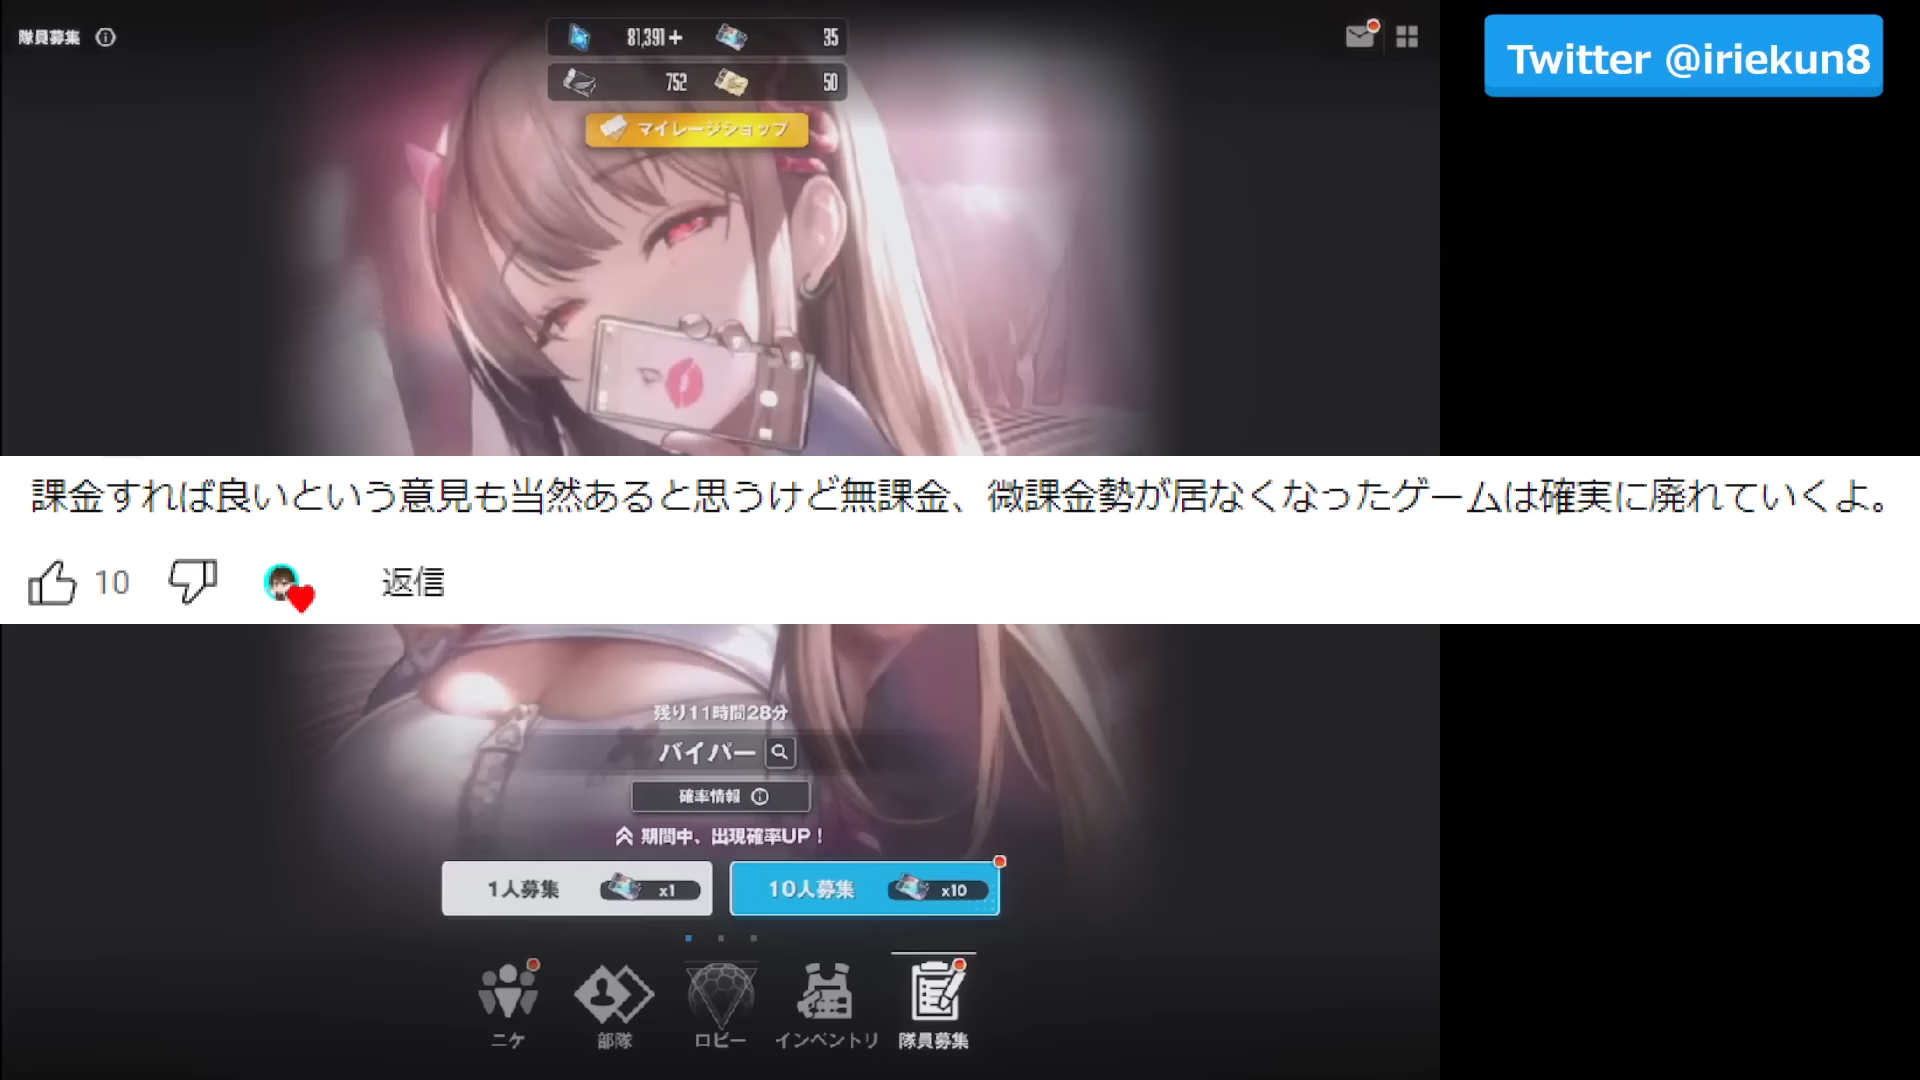 隊員募集
81,391+
35
Twitter @iriekun8
752
50
マイレージショップ
課金すれば良いという意見も当然あると思うけど無課金、微課金勢が居なくなったゲームは確実に廃れていくよ。
10
返信
残り11時間28分
バイパー
確率情報
期間中、出現確率UP！
1人募集 x1
10人募集 x10
ニケ
部隊
ロビー
インベントリ
隊員募集